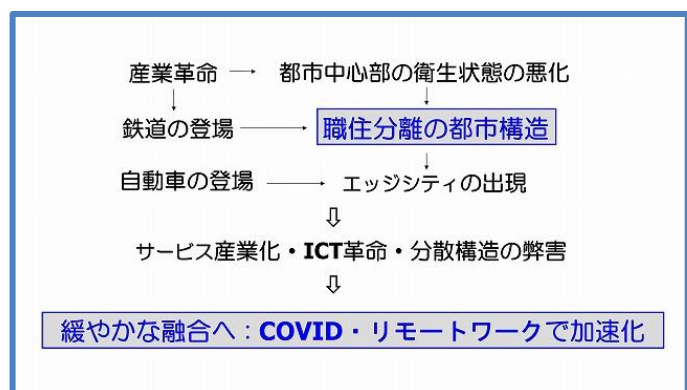 産業革命 → 都市中心部の衛生状態の悪化
↓ ↓
鉄道の登場 → 職住分離の都市構造
↓
自動車の登場 → エッジシティの出現
⇩
サービス産業化・ICT革命・分散構造の弊害
⇩
緩やかな融合へ：COVID・リモートワークで加速化